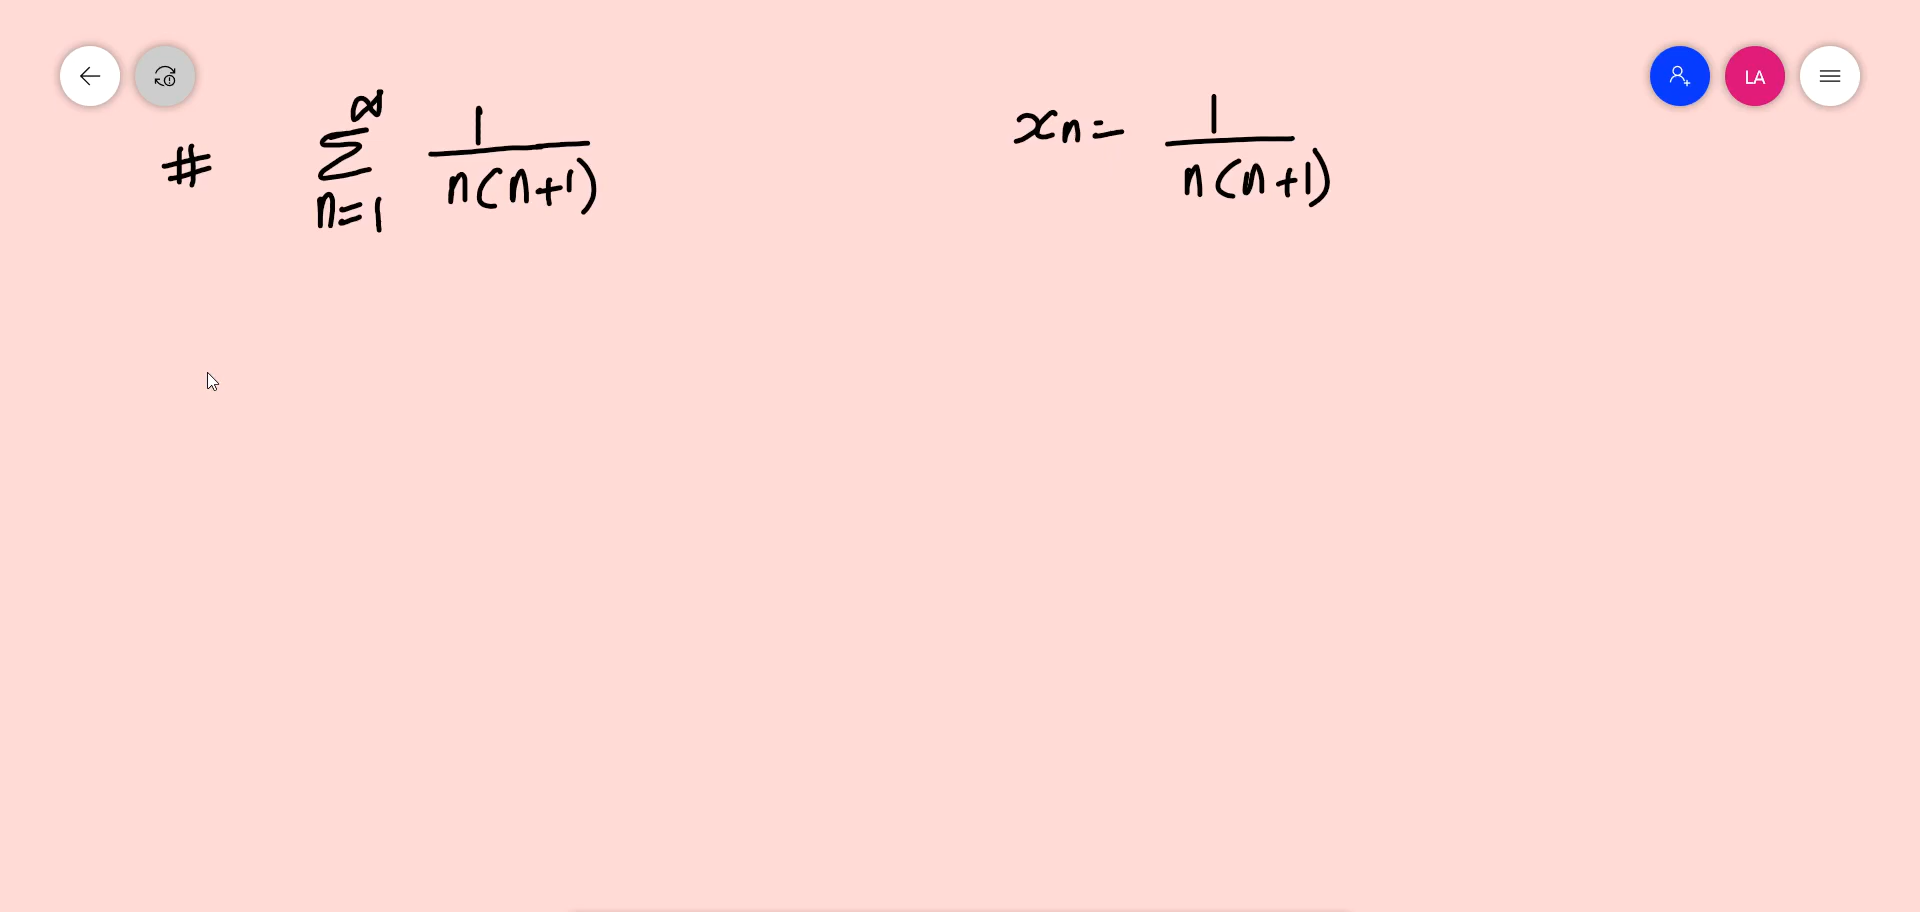 # ∑_{n=1}^{∞} 1/(n(n+1)) xn = 1/(n(n+1))
LA